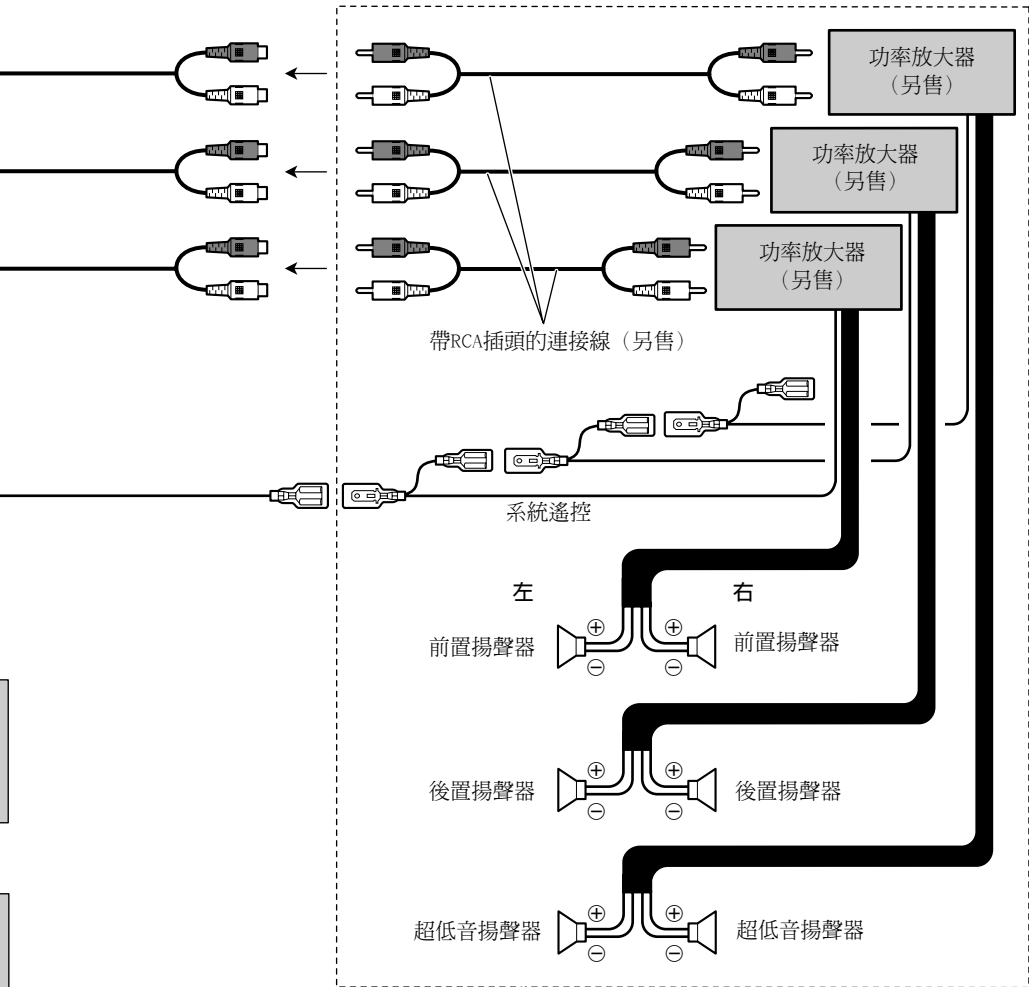 功率放大器
（另售）
功率放大器
（另售）
功率放大器
（另售）
帶RCA插頭的連接線（另售）
系統遙控
左
右
前置揚聲器
⊕
⊖
⊕
⊖
前置揚聲器
後置揚聲器
⊕
⊖
⊕
⊖
後置揚聲器
超低音揚聲器
⊕
⊖
⊕
⊖
超低音揚聲器